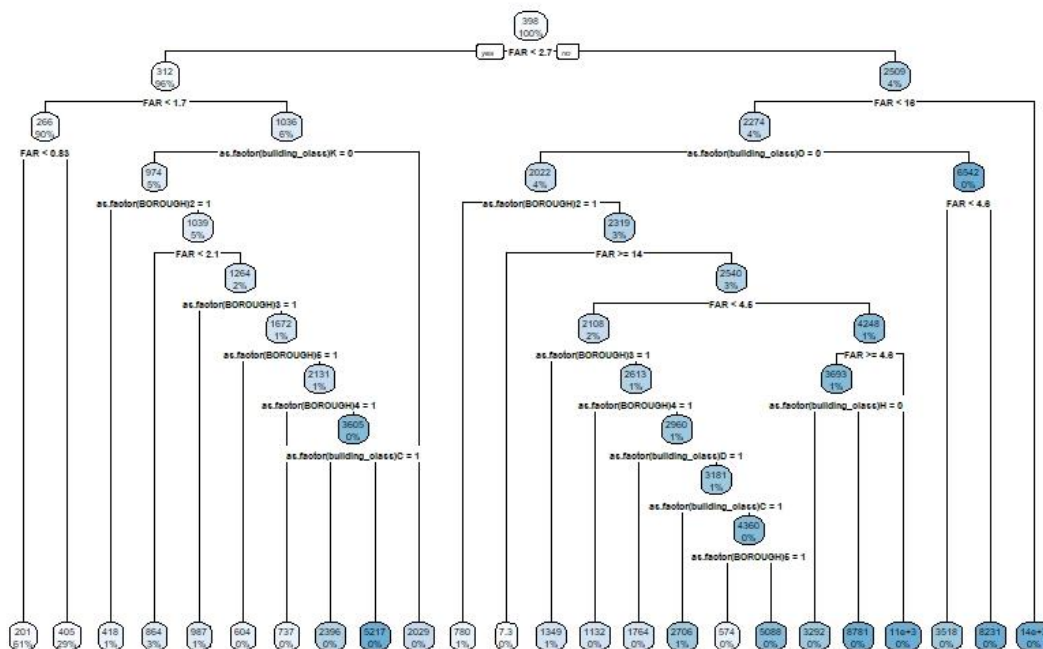 398
100%
yes FAR < 2.7 no
312
96%
2509
4%
FAR < 1.7
FAR < 16
266
90%
1036
6%
2274
4%
FAR < 0.83
as.factor(building_class)K = 0
as.factor(building_class)O = 0
974
5%
2022
4%
6542
0%
as.factor(BOROUGH)2 = 1
as.factor(BOROUGH)2 = 1
FAR < 4.6
1039
5%
2319
3%
FAR < 2.1
FAR >= 14
1264
2%
2540
3%
as.factor(BOROUGH)3 = 1
FAR < 4.5
1672
1%
2108
2%
4248
1%
as.factor(BOROUGH)5 = 1
as.factor(BOROUGH)3 = 1
FAR >= 4.6
2131
1%
2613
1%
3693
1%
as.factor(BOROUGH)4 = 1
as.factor(BOROUGH)4 = 1
as.factor(building_class)H = 0
3605
0%
2960
1%
as.factor(building_class)C = 1
as.factor(building_class)D = 1
3181
1%
as.factor(building_class)C = 1
4360
0%
as.factor(BOROUGH)5 = 1
201 405 418 864 987 604 737 2396 5217 2029 780 7.3 1349 1132 1764 2706 574 5088 3292 8781 11e+3 3518 8231 14e+3
61% 29% 1% 3% 1% 0% 0% 0% 0% 0% 1% 0% 1% 0% 0% 1% 0% 0% 0% 0% 0% 0% 0% 0%